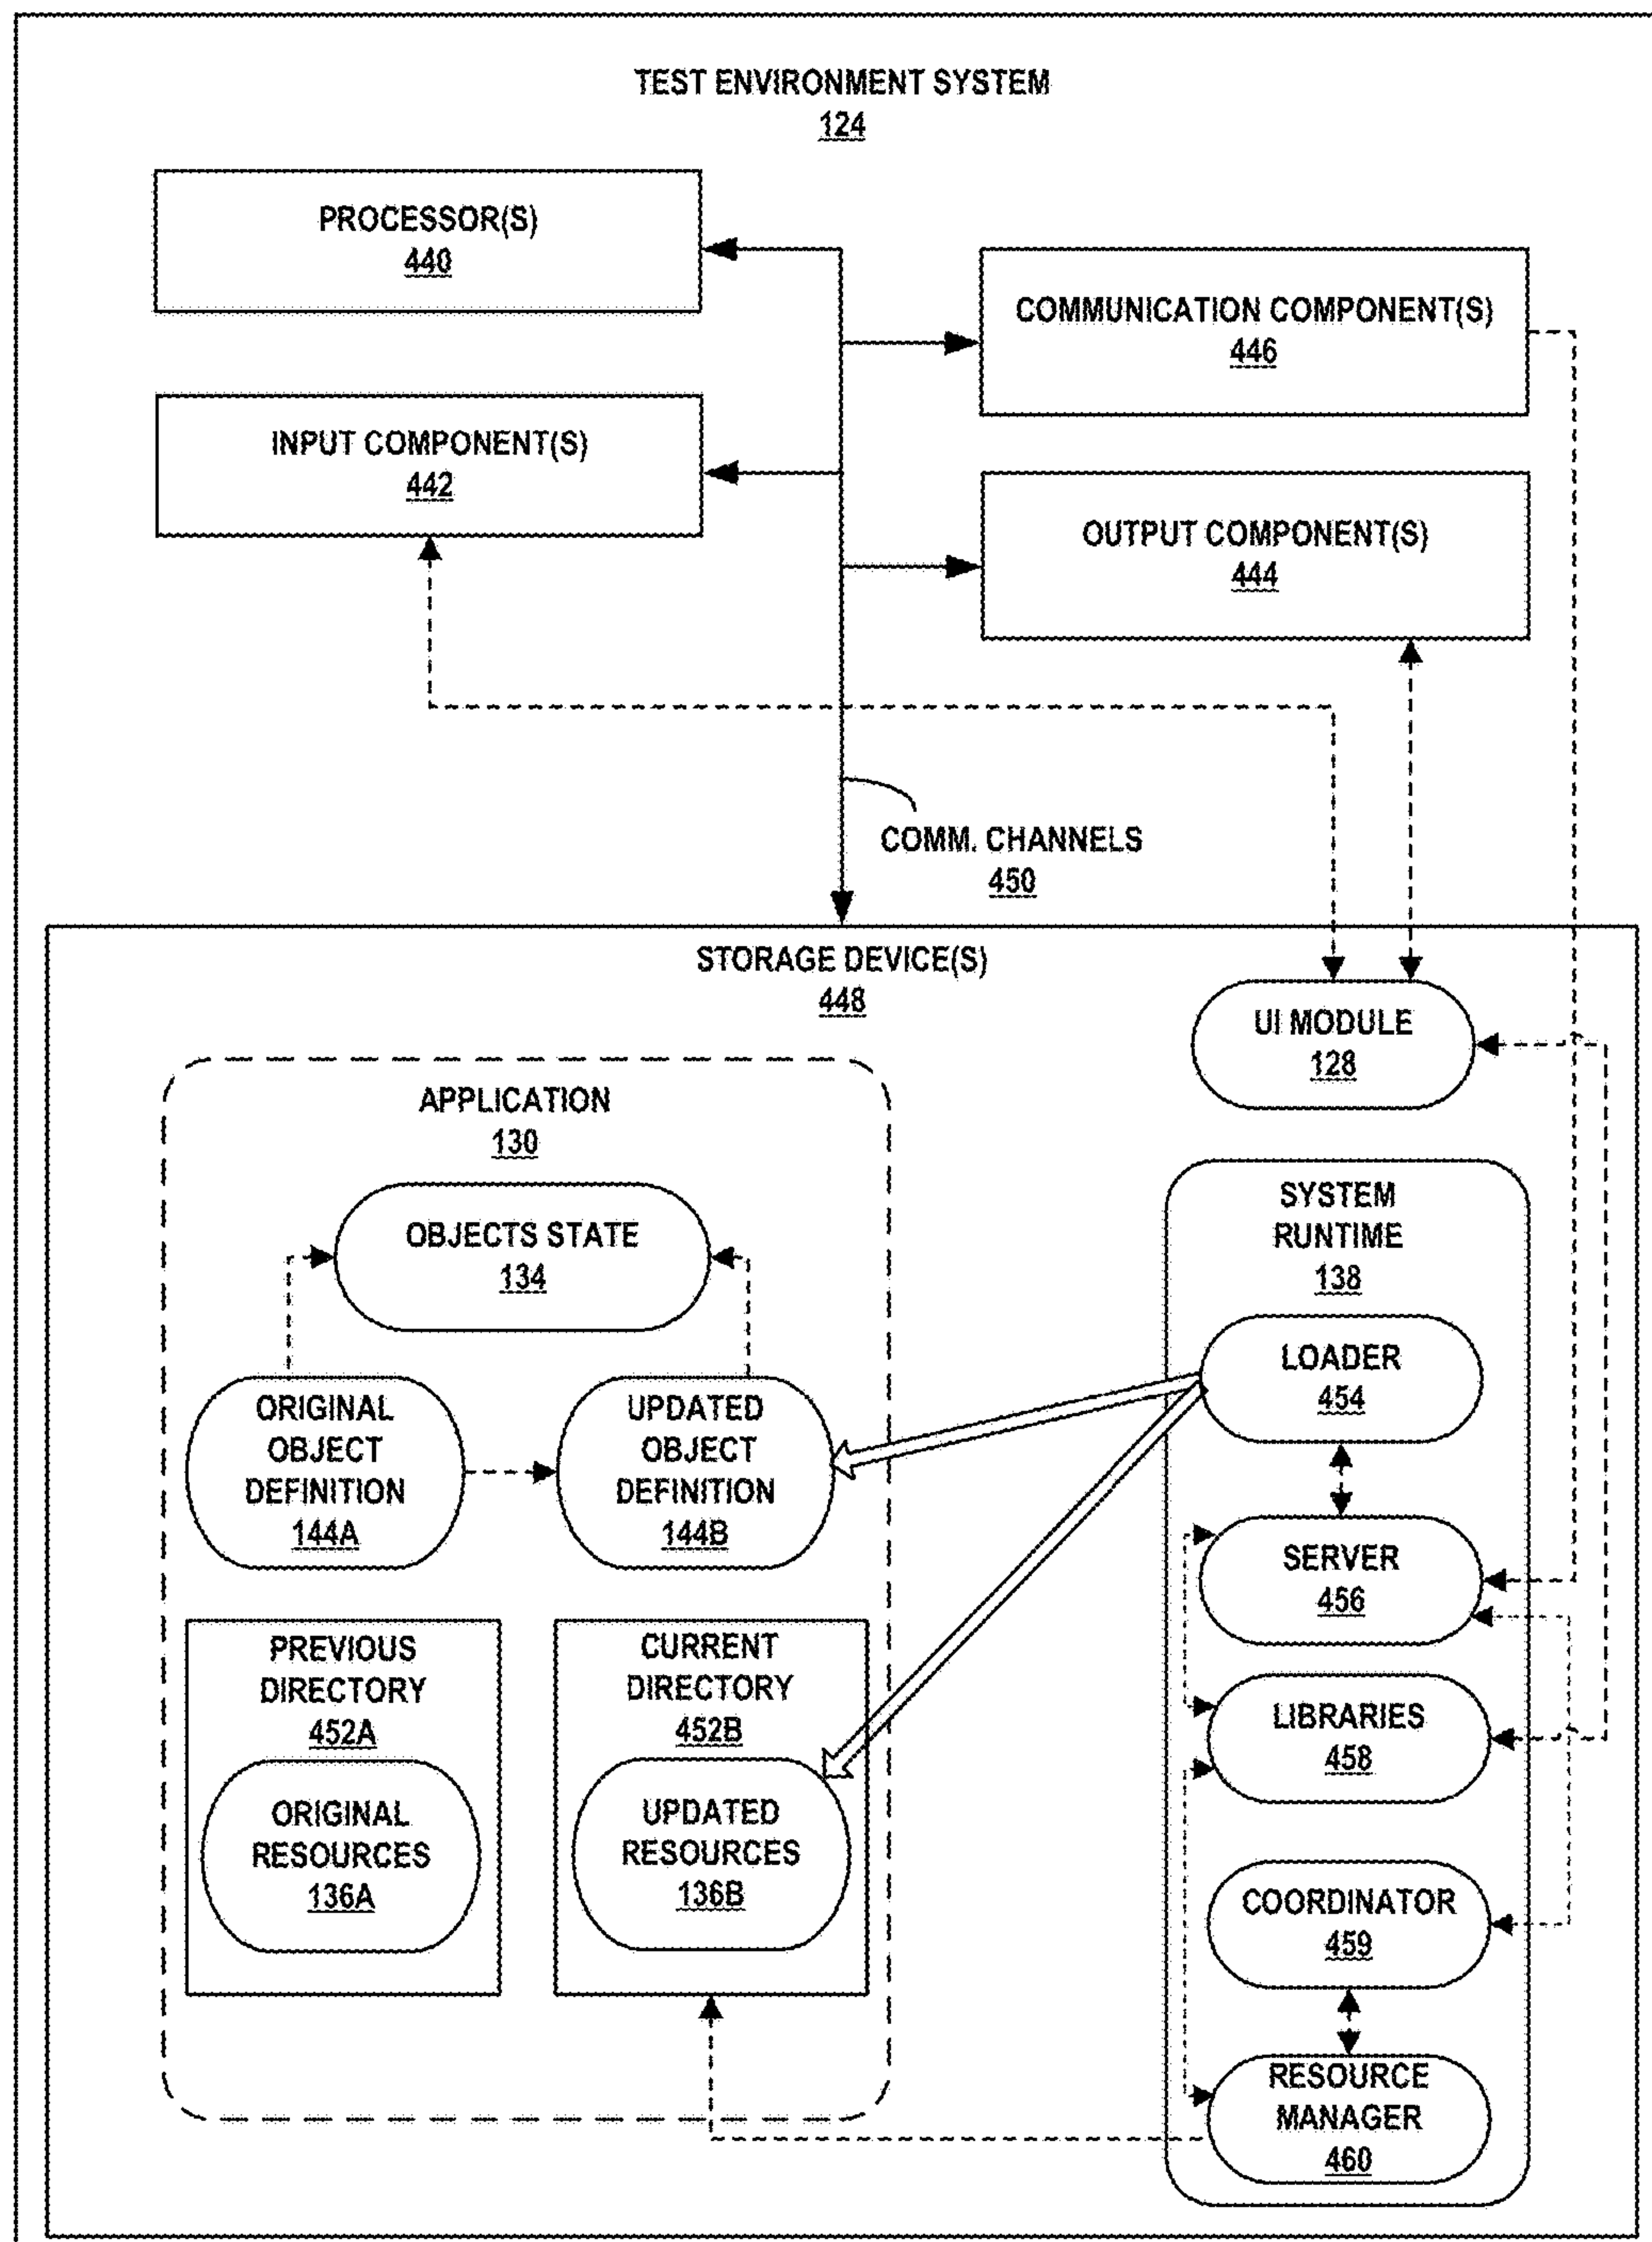 TEST ENVIRONMENT SYSTEM
124
PROCESSOR(S)
440
COMMUNICATION COMPONENT(S)
446
INPUT COMPONENT(S)
442
OUTPUT COMPONENT(S)
444
COMM. CHANNELS
450
STORAGE DEVICE(S)
448
UI MODULE
128
APPLICATION
130
OBJECTS STATE
134
ORIGINAL
OBJECT
DEFINITION
144A
UPDATED
OBJECT
DEFINITION
144B
PREVIOUS
DIRECTORY
452A
ORIGINAL
RESOURCES
136A
CURRENT
DIRECTORY
452B
UPDATED
RESOURCES
136B
SYSTEM
RUNTIME
138
LOADER
454
SERVER
456
LIBRARIES
458
COORDINATOR
459
RESOURCE
MANAGER
460